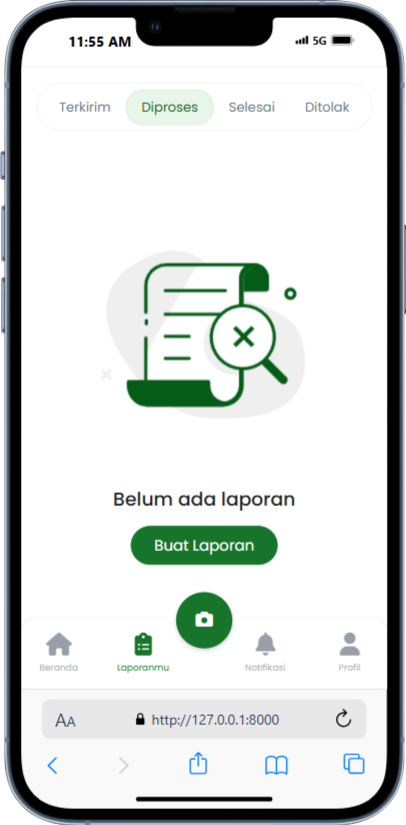 11:55 AM 5G
Terkirim Diproses Selesai Ditolak
Belum ada laporan
Buat Laporan
Beranda Laporanmu Notifikasi Profil
AA http://127.0.0.1:8000